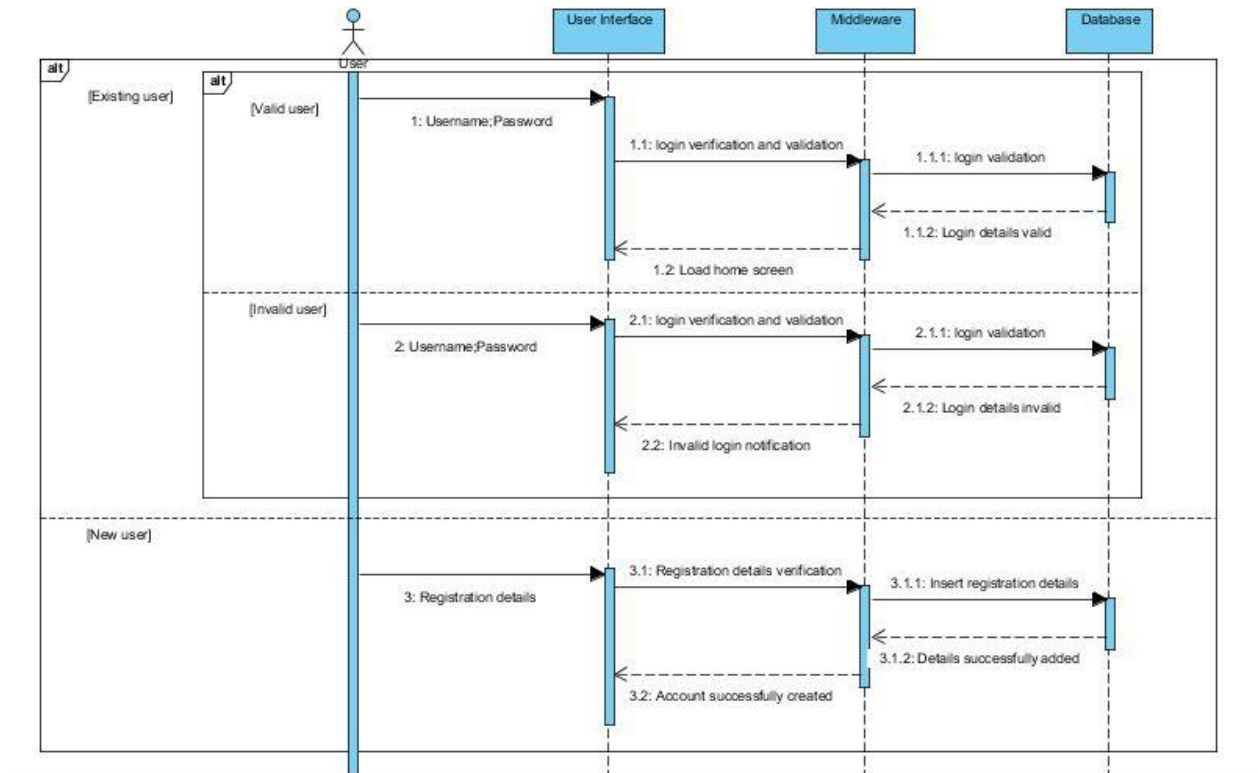 User Interface
Middleware
Database
User
alt
alt
[Existing user]
[Valid user]
1: Username;Password
1.1: login verification and validation
1.1.1: login validation
1.1.2: Login details valid
1.2: Load home screen
[Invalid user]
2: Username;Password
2.1: login verification and validation
2.1.1: login validation
2.1.2: Login details invalid
2.2: Invalid login notification
[New user]
3: Registration details
3.1: Registration details verification
3.1.1: Insert registration details
3.1.2: Details successfully added
3.2: Account successfully created